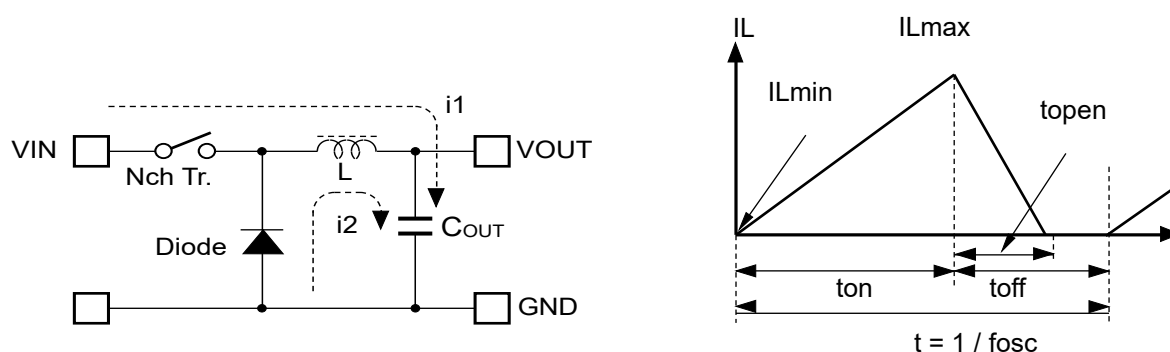 i1
VIN
VOUT
Nch Tr.
L
i2
COUT
Diode
GND
IL
ILmax
ILmin
topen
ton
toff
t = 1 / fosc